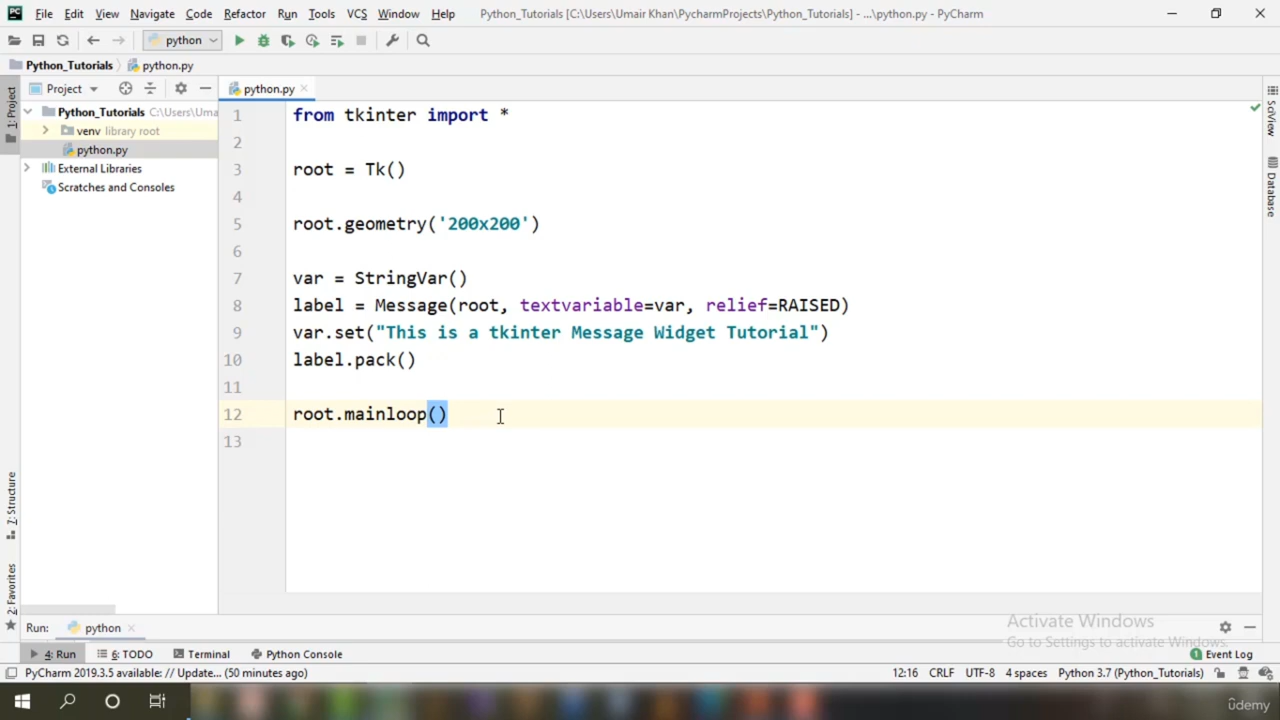 PC File Edit View Navigate Code Refactor Run Tools VCS Window Help Python_Tutorials [C:\Users\Umair Khan\PycharmProjects\Python_Tutorials] - ...\python.py - PyCharm
python
Python_Tutorials python.py
Project
python.py
Python_Tutorials C:\Users\Uma
venv library root
python.py
External Libraries
Scratches and Consoles
1: Project
7: Structure
2: Favorites
1 from tkinter import *
2
3 root = Tk()
4
5 root.geometry('200x200')
6
7 var = StringVar()
8 label = Message(root, textvariable=var, relief=RAISED)
9 var.set("This is a tkinter Message Widget Tutorial")
10 label.pack()
11
12 root.mainloop()
13
SciView
Database
Activate Windows
Go to Settings to activate Windows.
Run: python
4: Run 6: TODO Terminal Python Console 1 Event Log
PyCharm 2019.3.5 available: // Update... (50 minutes ago) 12:16 CRLF UTF-8 4 spaces Python 3.7 (Python_Tutorials)
ûdemy